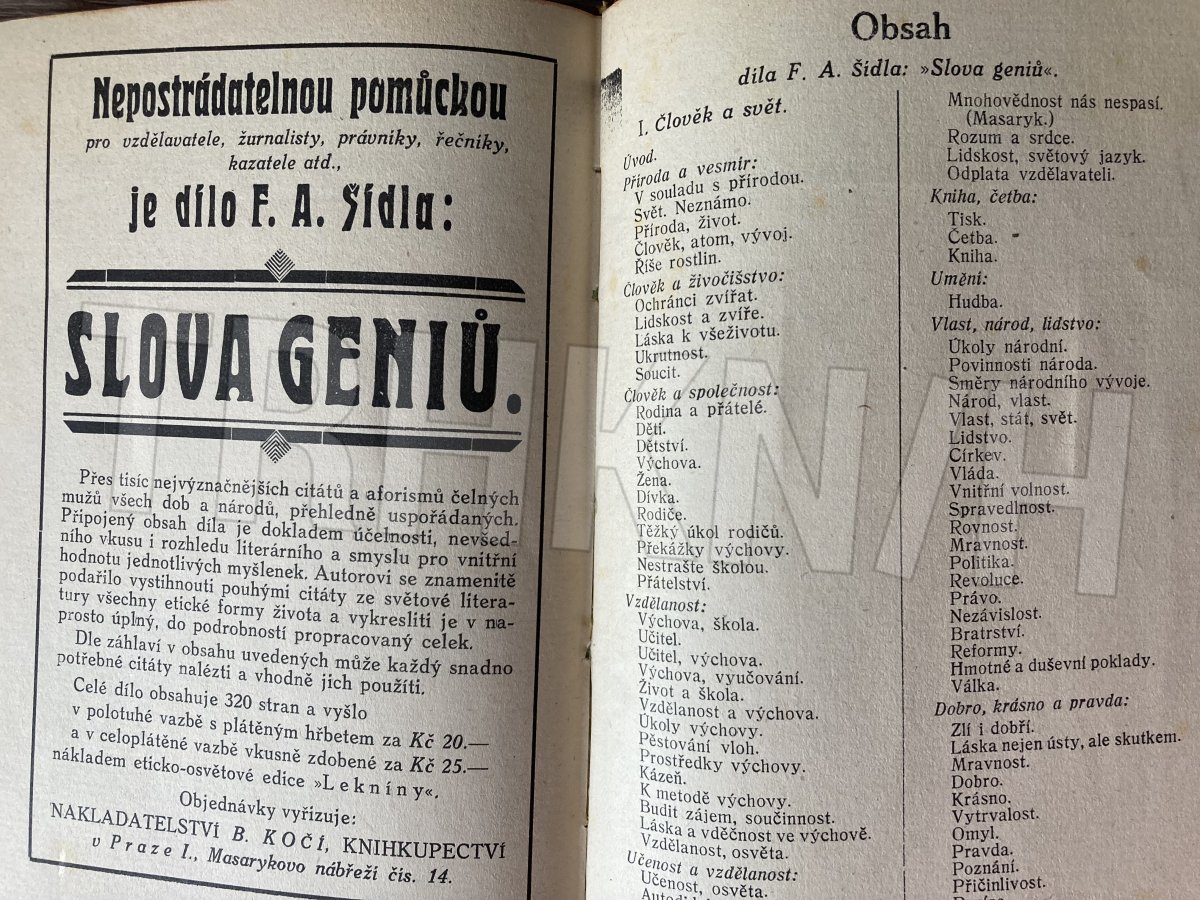 Nepostrádatelnou pomůckou
pro vzdělavatele, žurnalisty, právníky, řečníky,
kazatele atd.,
je dílo F. A. Šídla:
SLOVA GENIŮ.
Přes tisíc nejvýznačnějších citátů a aforismů čelných
mužů všech dob a národů, přehledně uspořádaných.
Připojený obsah díla je dokladem účelnosti, nevšed-
ního vkusu i rozhledu literárního a smyslu pro vnitřní
hodnotu jednotlivých myšlenek. Autorovi se znamenitě
podařilo vystihnouti pouhými citáty ze světové litera-
tury všechny etické formy života a vykresliti je v na-
prosto úplný, do podrobností propracovaný celek.
Dle záhlaví v obsahu uvedených může každý snadno
potřebné citáty nalézti a vhodně jich použíti.
Celé dílo obsahuje 320 stran a vyšlo
v polotuhé vazbě s plátěným hřbetem za Kč 20.—
a v celoplátěné vazbě vkusně zdobené za Kč 25.—
nákladem eticko-osvětové edice »Lekníny«.
Objednávky vyřizuje:
NAKLADATELSTVÍ B. KOČÍ, KNIHKUPECTVÍ
v Praze I., Masarykovo nábřeží čís. 14.
Obsah
díla F. A. Šídla: »Slova geniů«.
I. Člověk a svět.
Úvod.
Příroda a vesmír:
V souladu s přírodou.
Svět. Neznámo.
Příroda, život.
Člověk, atom, vývoj.
Říše rostlin.
Člověk a živočišstvo:
Ochránci zvířat.
Lidskost a zvíře.
Láska k všeživotu.
Ukrutnost.
Soucit.
Člověk a společnost:
Rodina a přátelé.
Děti.
Dětství.
Výchova.
Žena.
Dívka.
Rodiče.
Těžký úkol rodičů.
Překážky výchovy.
Nestrašte školou.
Přátelství.
Vzdělanost:
Výchova, škola.
Učitel.
Učitel, výchova.
Výchova, vyučování.
Život a škola.
Vzdělanost a výchova.
Úkoly výchovy.
Pěstování vloh.
Prostředky výchovy.
Kázeň.
K metodě výchovy.
Budit zájem, součinnost.
Láska a vděčnost ve výchově.
Vzdělanost, osvěta.
Učenost a vzdělanost:
Učenost, osvěta.
Mnohovědnost nás nespasí.
(Masaryk.)
Rozum a srdce.
Lidskost, světový jazyk.
Odplata vzdělavateli.
Kniha, četba:
Tisk.
Četba.
Kniha.
Umění:
Hudba.
Vlast, národ, lidstvo:
Úkoly národní.
Povinnosti národa.
Směry národního vývoje.
Národ, vlast.
Vlast, stát, svět.
Lidstvo.
Církev.
Vláda.
Vnitřní volnost.
Spravedlnost.
Rovnost.
Mravnost.
Politika.
Revoluce.
Právo.
Nezávislost.
Bratrství.
Reformy.
Hmotné a duševní poklady.
Válka.
Dobro, krásno a pravda:
Zlí i dobří.
Láska nejen ústy, ale skutkem.
Mravnost.
Dobro.
Krásno.
Vytrvalost.
Omyl.
Pravda.
Poznání.
Přičinlivost.
TRHKNIH